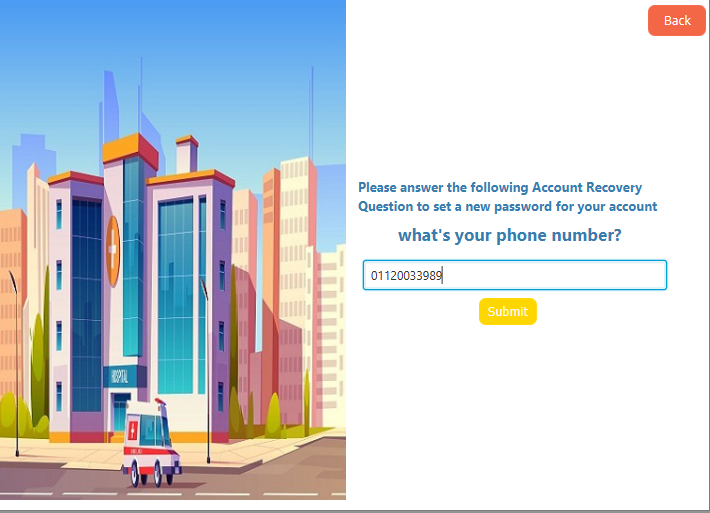 Back
Please answer the following Account Recovery
Question to set a new password for your account
what's your phone number?
01120033989
Submit
HOSPITAL